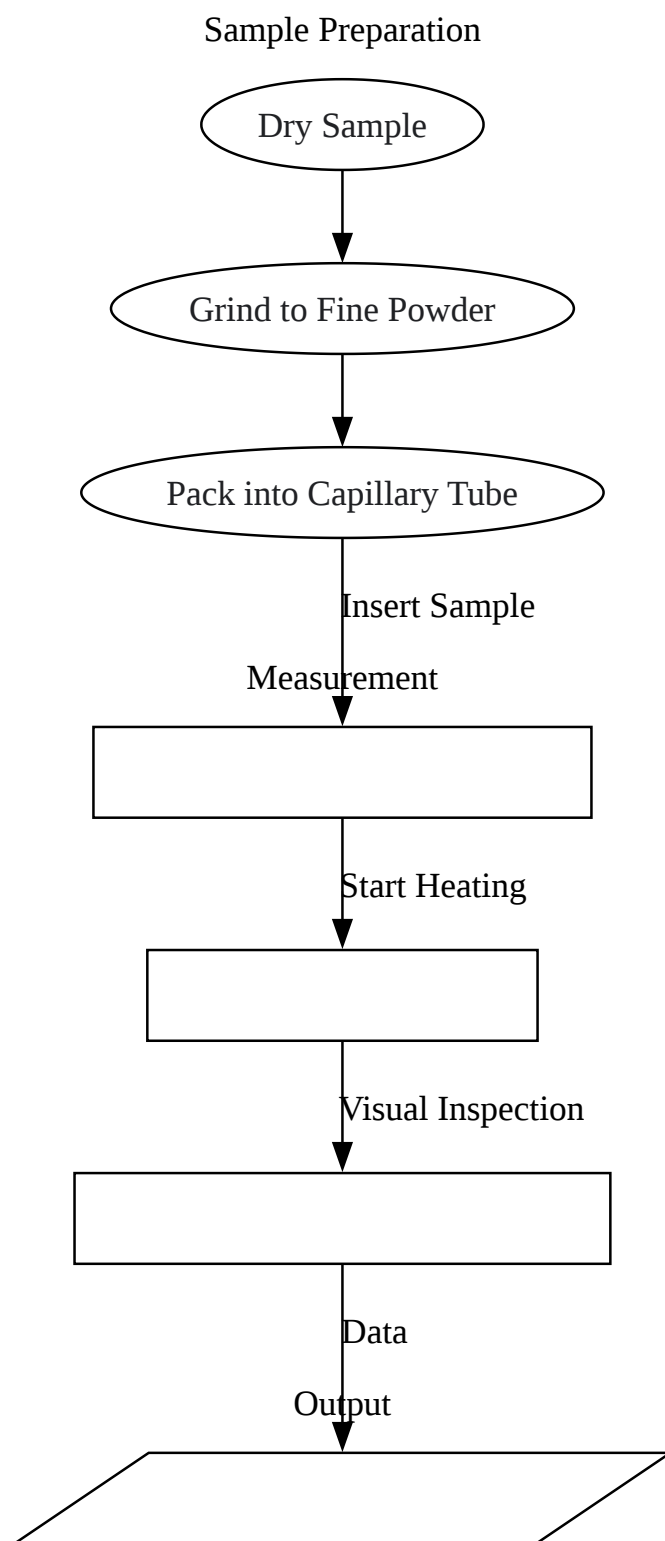 Sample Preparation
Dry Sample
Grind to Fine Powder
Pack into Capillary Tube
Insert Sample
Measurement
Start Heating
Visual Inspection
Data
Output